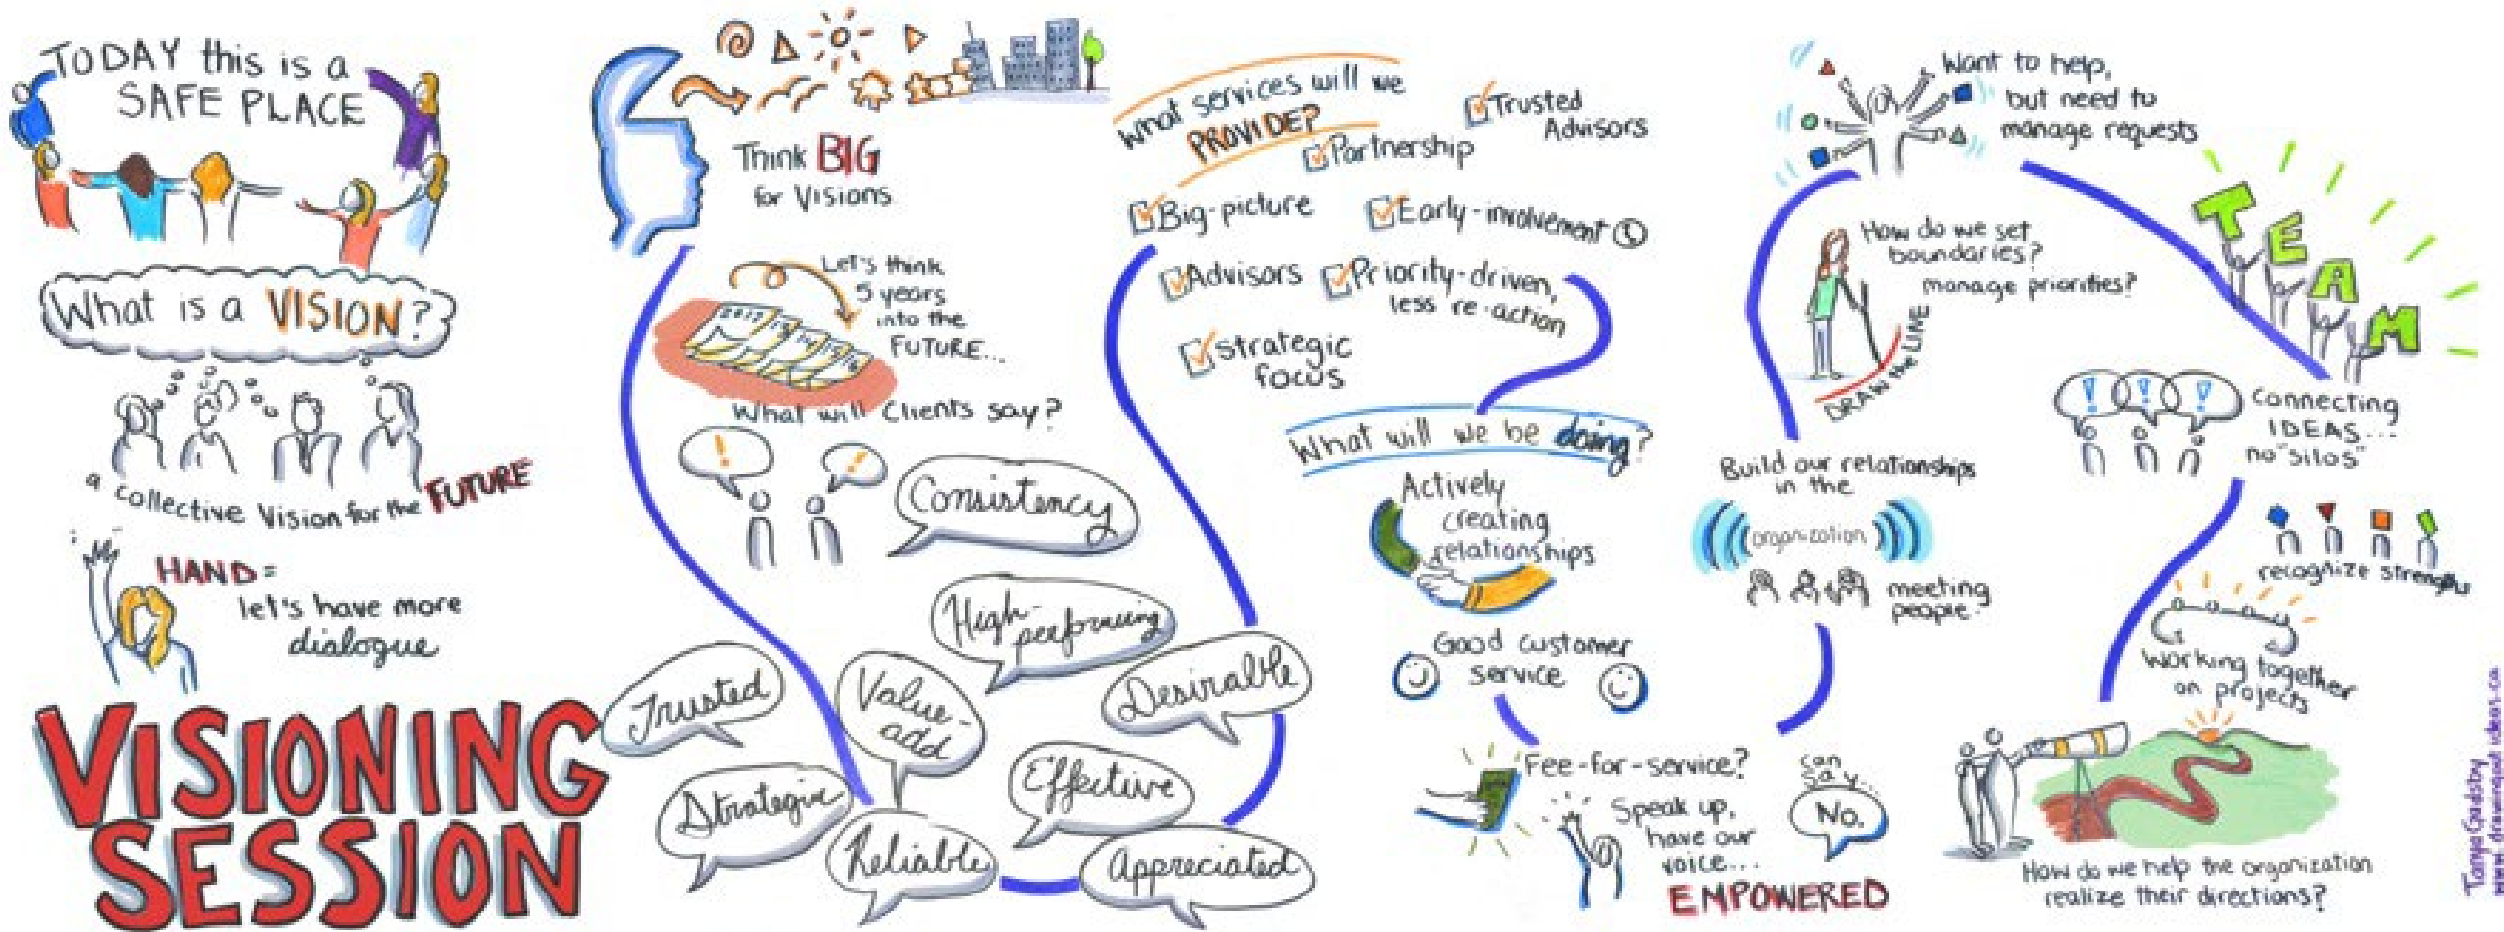 TODAY this is a
SAFE PLACE
What is a VISION?
a collective Vision for the FUTURE
HAND =
let's have more
dialogue
VISIONING
SESSION
Think BIG
for Visions
Let's think
5 years
into the
FUTURE...
What will Clients say?
Consistency
High-
performing
Trusted
Value-
add
Desirable
Strategic
Effective
Reliable
Appreciated
What services will we
PROVIDE?
Trusted
Advisors
Partnership
Big-picture
Early-involvement
Advisors
Priority-driven,
less re-action
strategic
focus
What will we be doing?
Actively
creating
relationships
Good customer
service
Fee-for-service?
Speak up,
have our
voice...
EMPOWERED
can
say...
No.
Want to help,
but need to
manage requests
How do we set
boundaries?
manage priorities?
DRAW the LINE
Build our relationships
in the
organization
meeting
people
TEAM
connecting
IDEAS...
no "silos"
recognize strengths
working together
on projects
How do we help the organization
realize their directions?